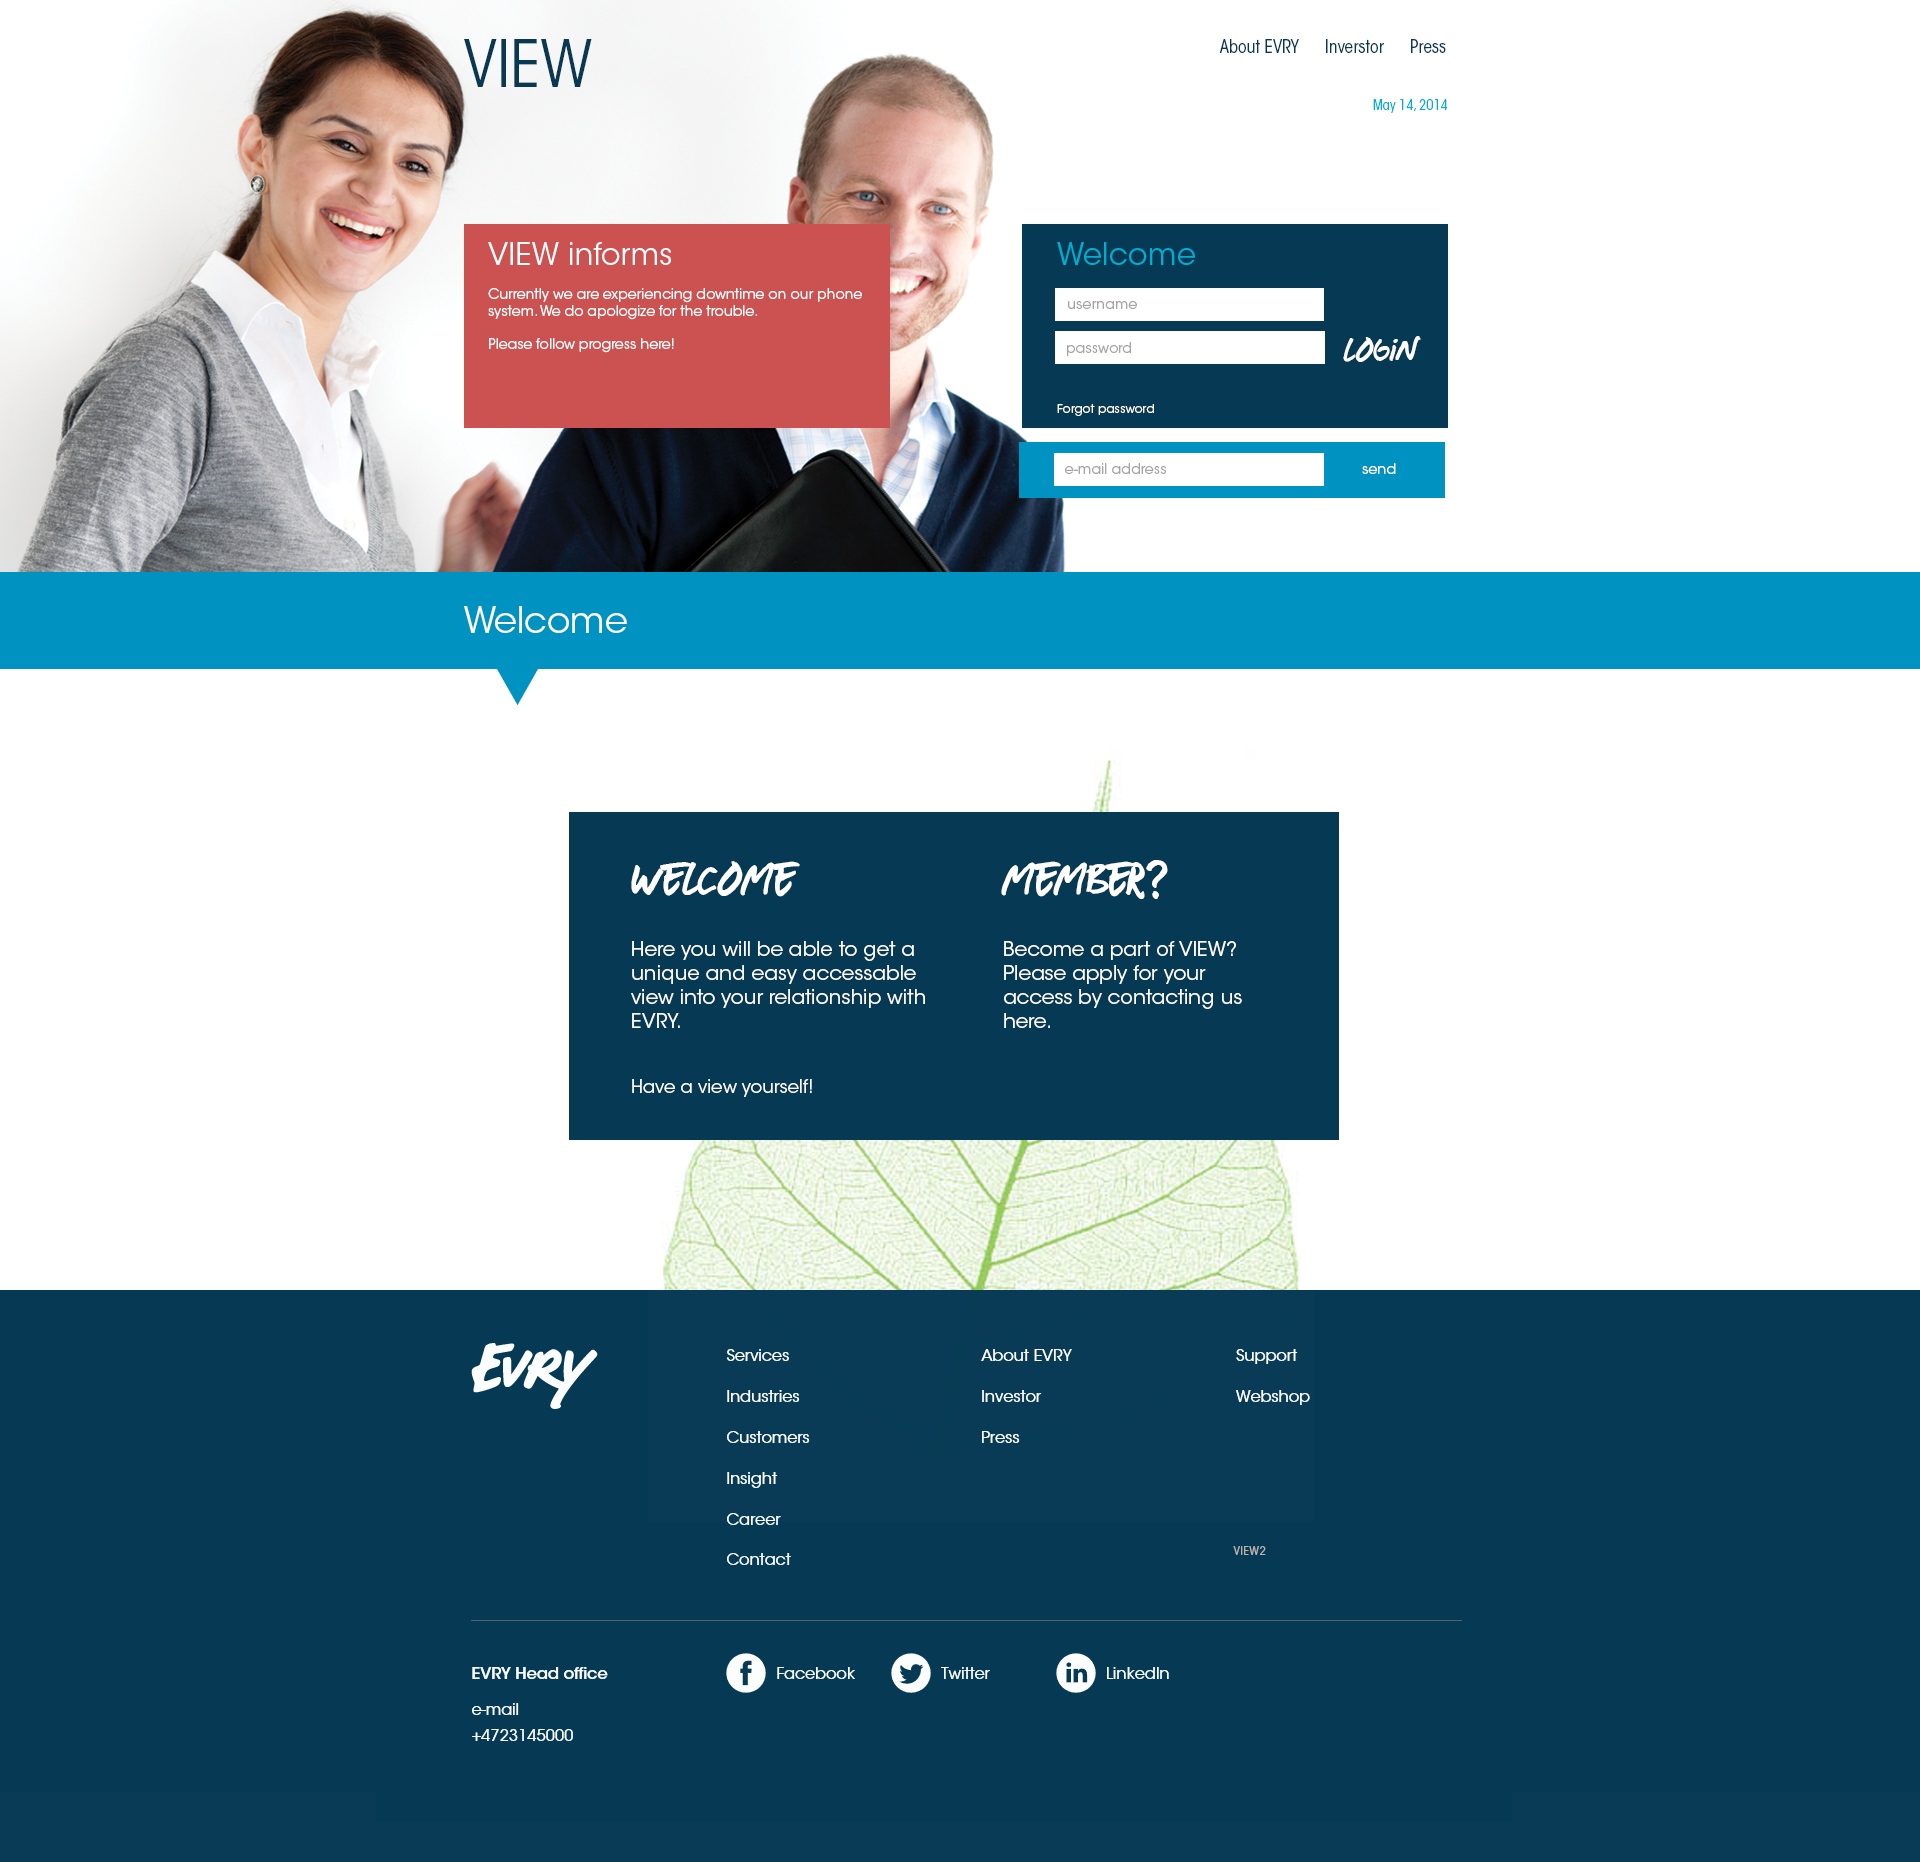 VIEW
About EVRY
Inverstor
Press
May 14, 2014
VIEW informs
Currently we are experiencing downtime on our phone
system. We do apologize for the trouble.
Please follow progress here!
Welcome
username
password
LOGiN
Forgot password
e-mail address
send
Welcome
WELCOME
Here you will be able to get a
unique and easy accessable
view into your relationship with
EVRY.
Have a view yourself!
MEMBER?
Become a part of VIEW?
Please apply for your
access by contacting us
here.
EVRY
Services
Industries
Customers
Insight
Career
Contact
About EVRY
Investor
Press
Support
Webshop
VIEW2
EVRY Head office
e-mail
+4723145000
Facebook
Twitter
LinkedIn